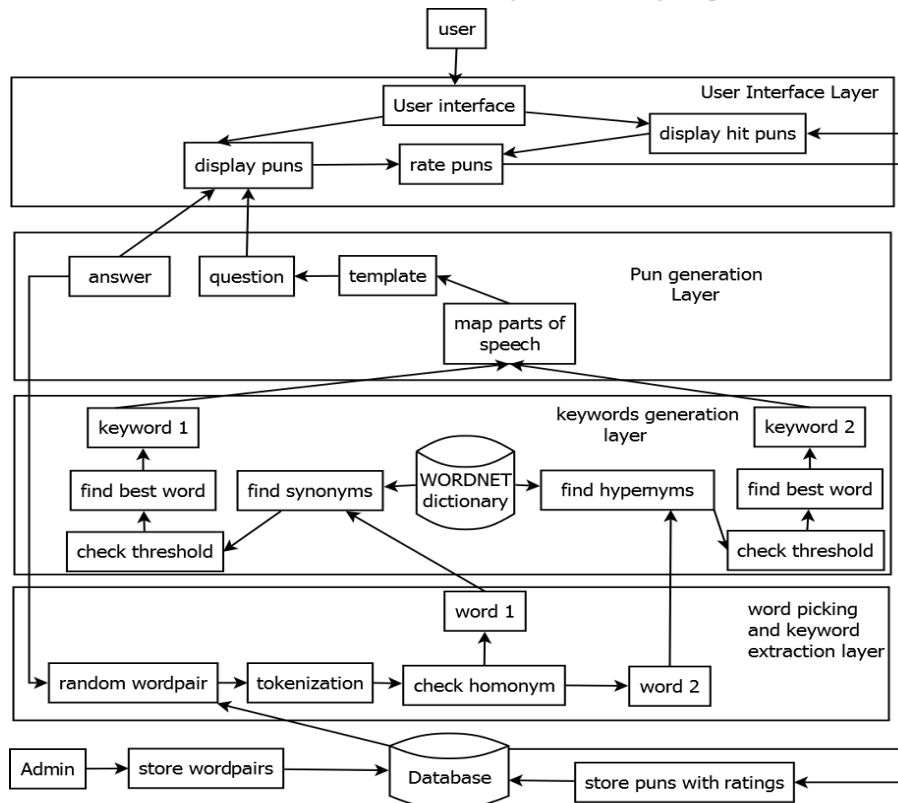 user
User Interface Layer
User interface
display hit puns
display puns
rate puns
answer
question
template
Pun generation
Layer
map parts of
speech
keyword 1
keywords generation
layer
keyword 2
find best word
find synonyms
WORDNET
dictionary
find hypernyms
find best word
check threshold
check threshold
word 1
word picking
and keyword
extraction layer
random wordpair
tokenization
check homonym
word 2
Admin
store wordpairs
Database
store puns with ratings